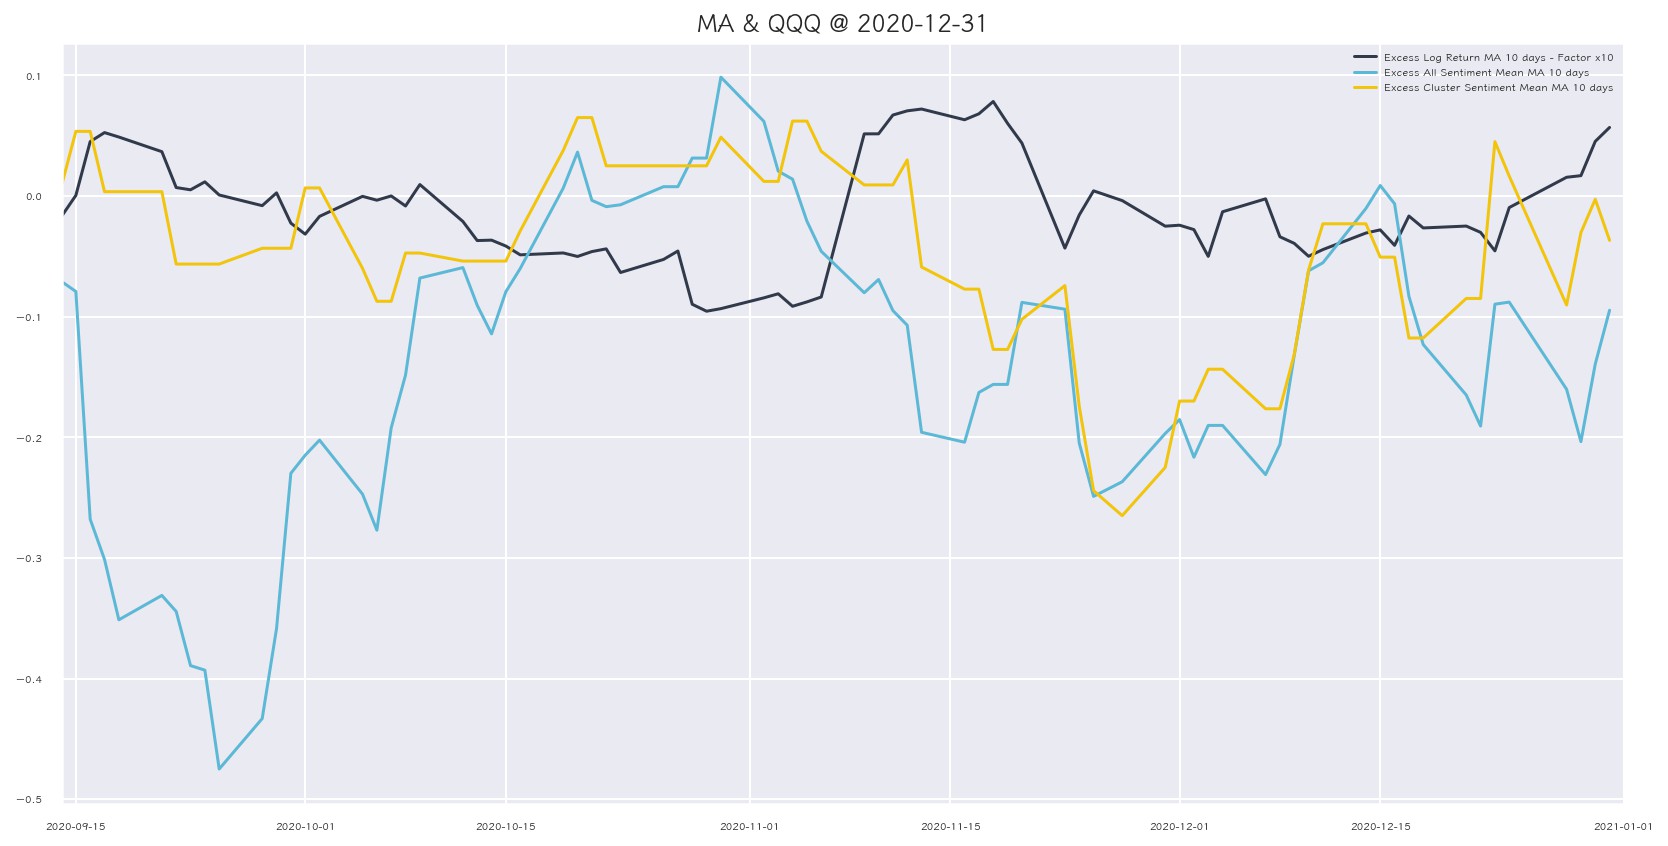 MA & QQQ @ 2020-12-31
Excess Log Return MA 10 days - Factor x10
Excess All Sentiment Mean MA 10 days
Excess Cluster Sentiment Mean MA 10 days
0.1
0.0
−0.1
−0.2
−0.3
−0.4
−0.5
2020-09-15 2020-10-01 2020-10-15 2020-11-01 2020-11-15 2020-12-01 2020-12-15 2021-01-01